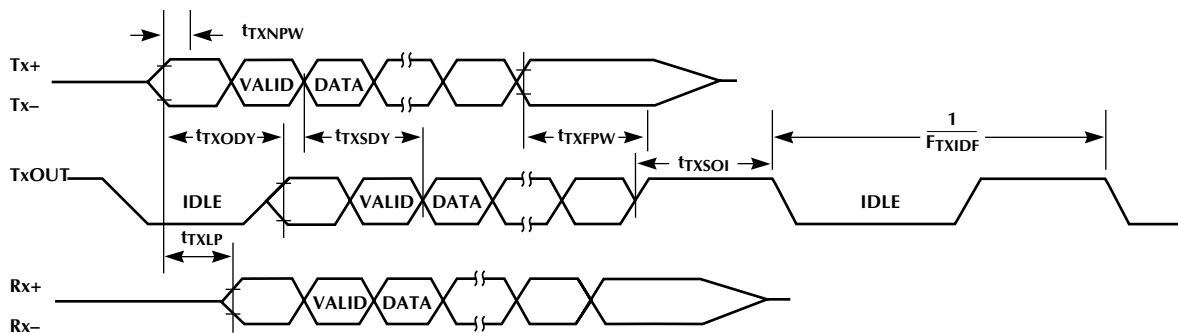 tTXNPW
Tx+
VALID DATA
Tx–
tTXODY tTXSDY tTXFPW tTXSOI 1/FTXIDF
TxOUT
IDLE VALID DATA IDLE
tTXLP
Rx+
VALID DATA
Rx–